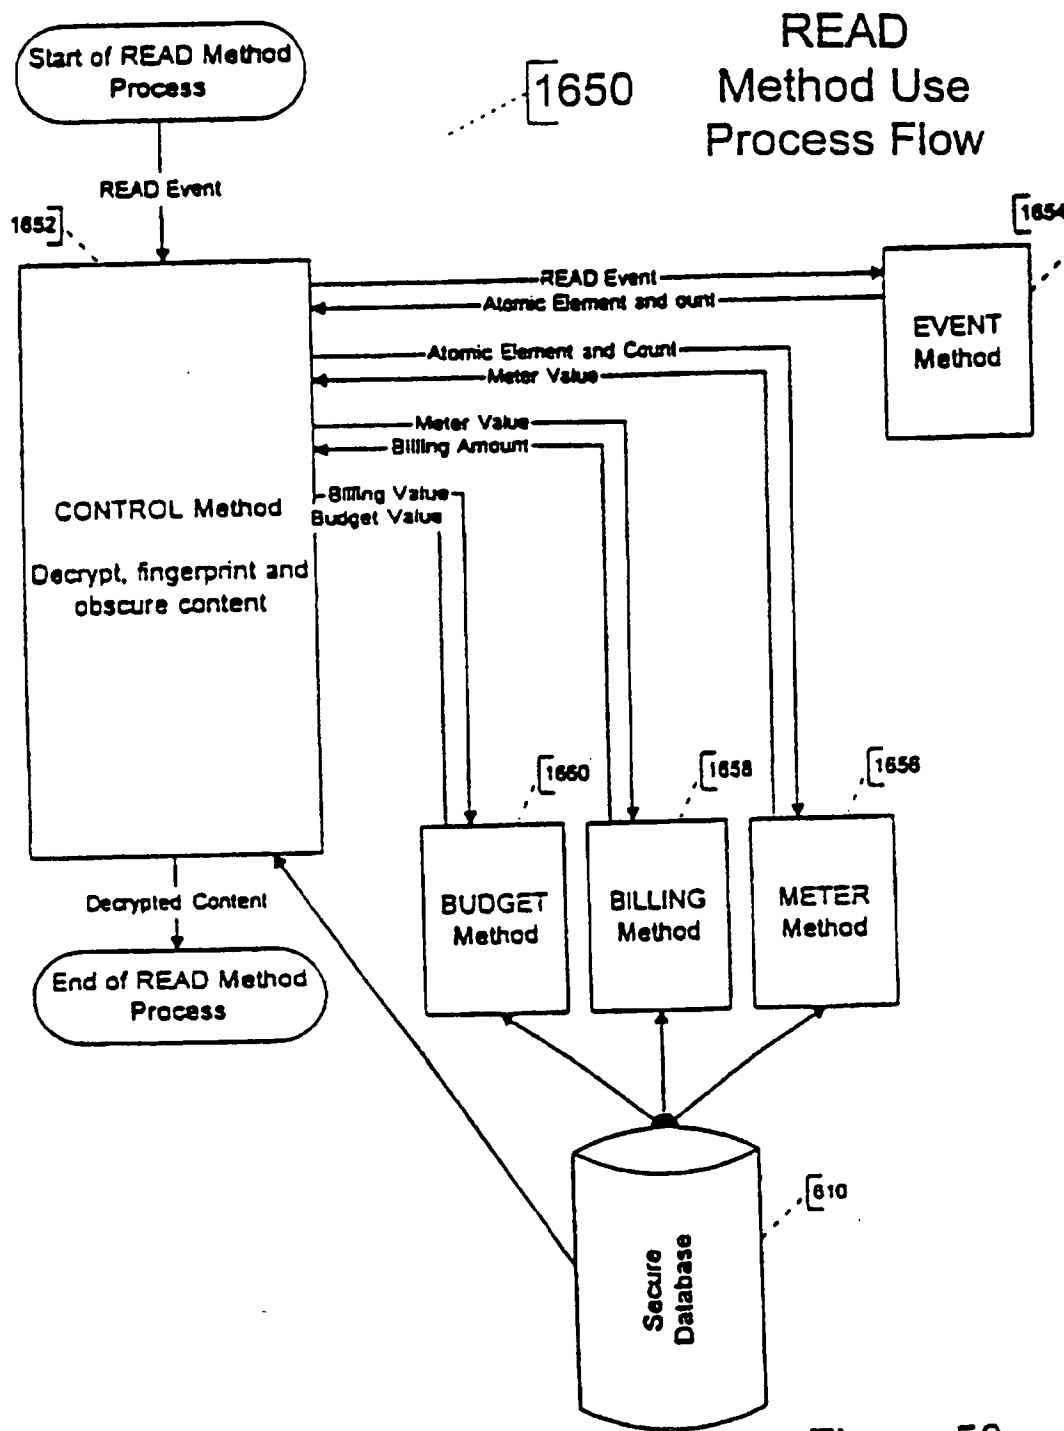 READ
Method Use
Process Flow
1650
Start of READ Method
Process
READ Event
1652
1654
READ Event
Atomic Element and ount
EVENT
Method
Atomic Element and Count
Meter Value
Meter Value
Billing Amount
Billing Value
Budget Value
CONTROL Method
Decrypt, fingerprint and
obscure content
1660
1658
1656
BUDGET
Method
BILLING
Method
METER
Method
Decrypted Content
End of READ Method
Process
610
Secure
Database